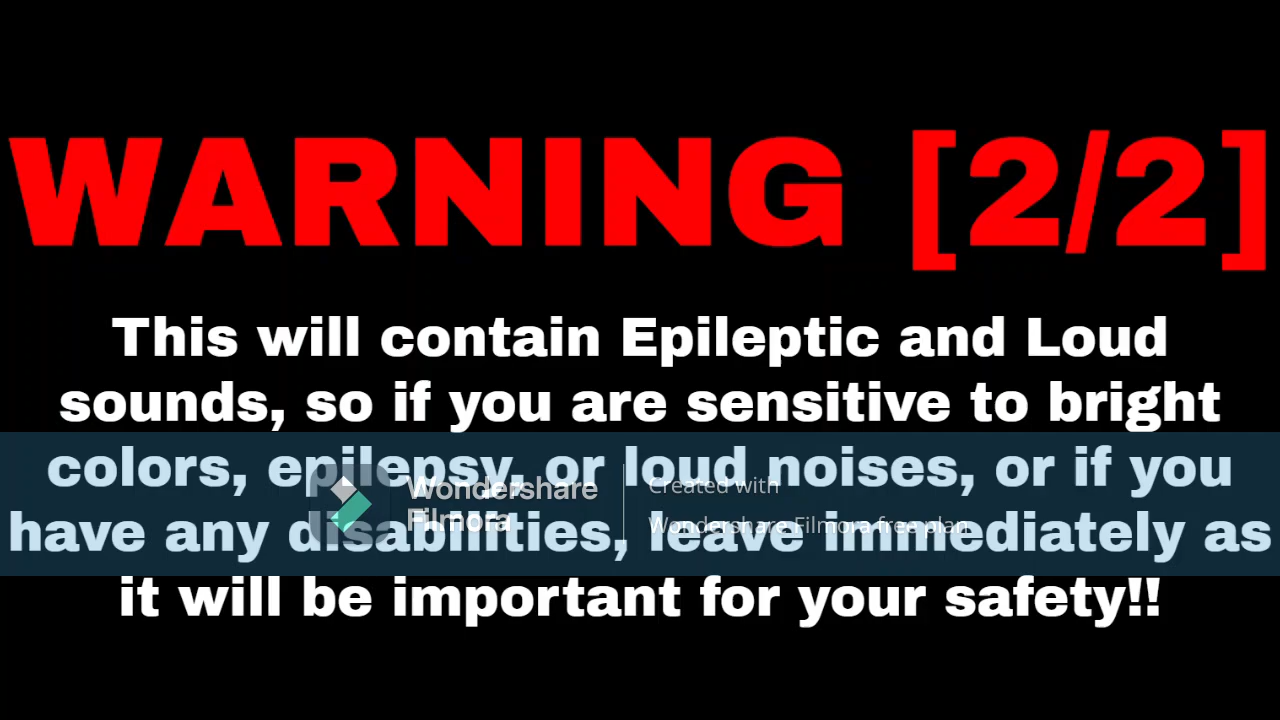 WARNING [2/2]
This will contain Epileptic and Loud
sounds, so if you are sensitive to bright
colors, epilepsy, or loud noises, or if you
have any disabilities, leave immediately as
it will be important for your safety!!
Wondershare
Filmora
Created with
Wondershare Filmora free plan